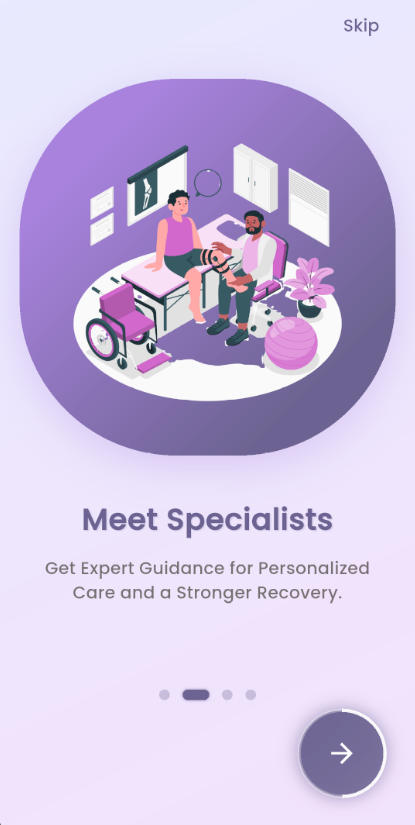 Skip
Meet Specialists
Get Expert Guidance for Personalized
Care and a Stronger Recovery.